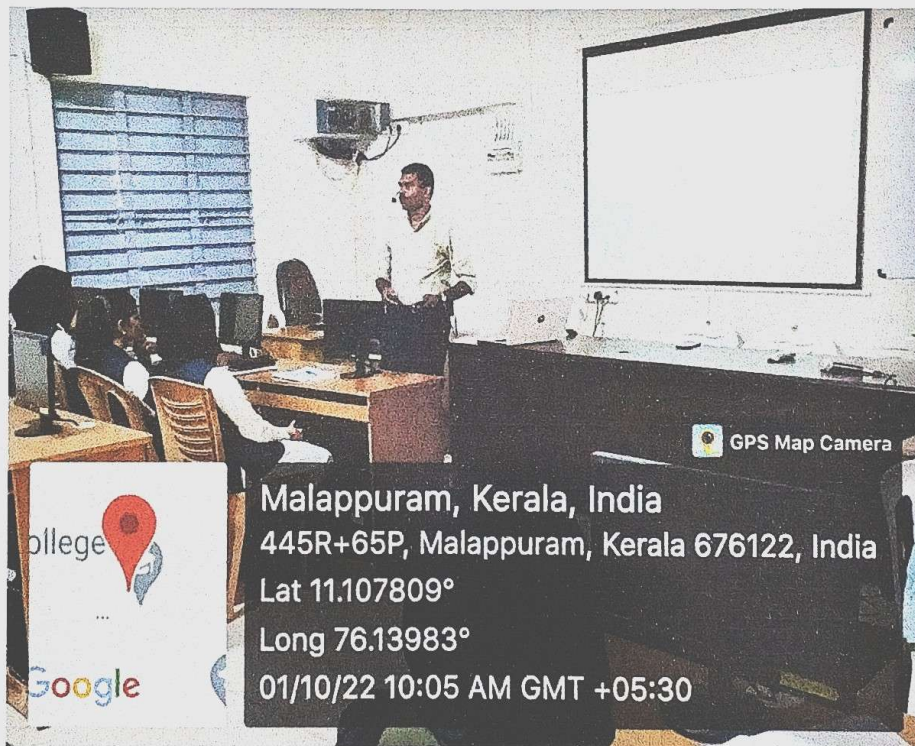 GPS Map Camera
Malappuram, Kerala, India
445R+65P, Malappuram, Kerala 676122, India
Lat 11.107809°
Long 76.13983°
01/10/22 10:05 AM GMT +05:30
ollege
...
Google